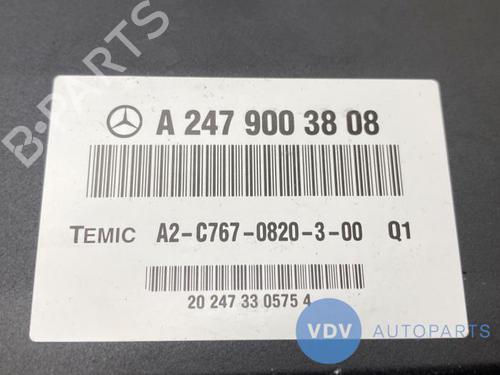 B-PARTS
A 247 900 38 08
TEMIC A2-C767-0820-3-00 Q1
20 247 33 0575 4
VDV AUTOPARTS